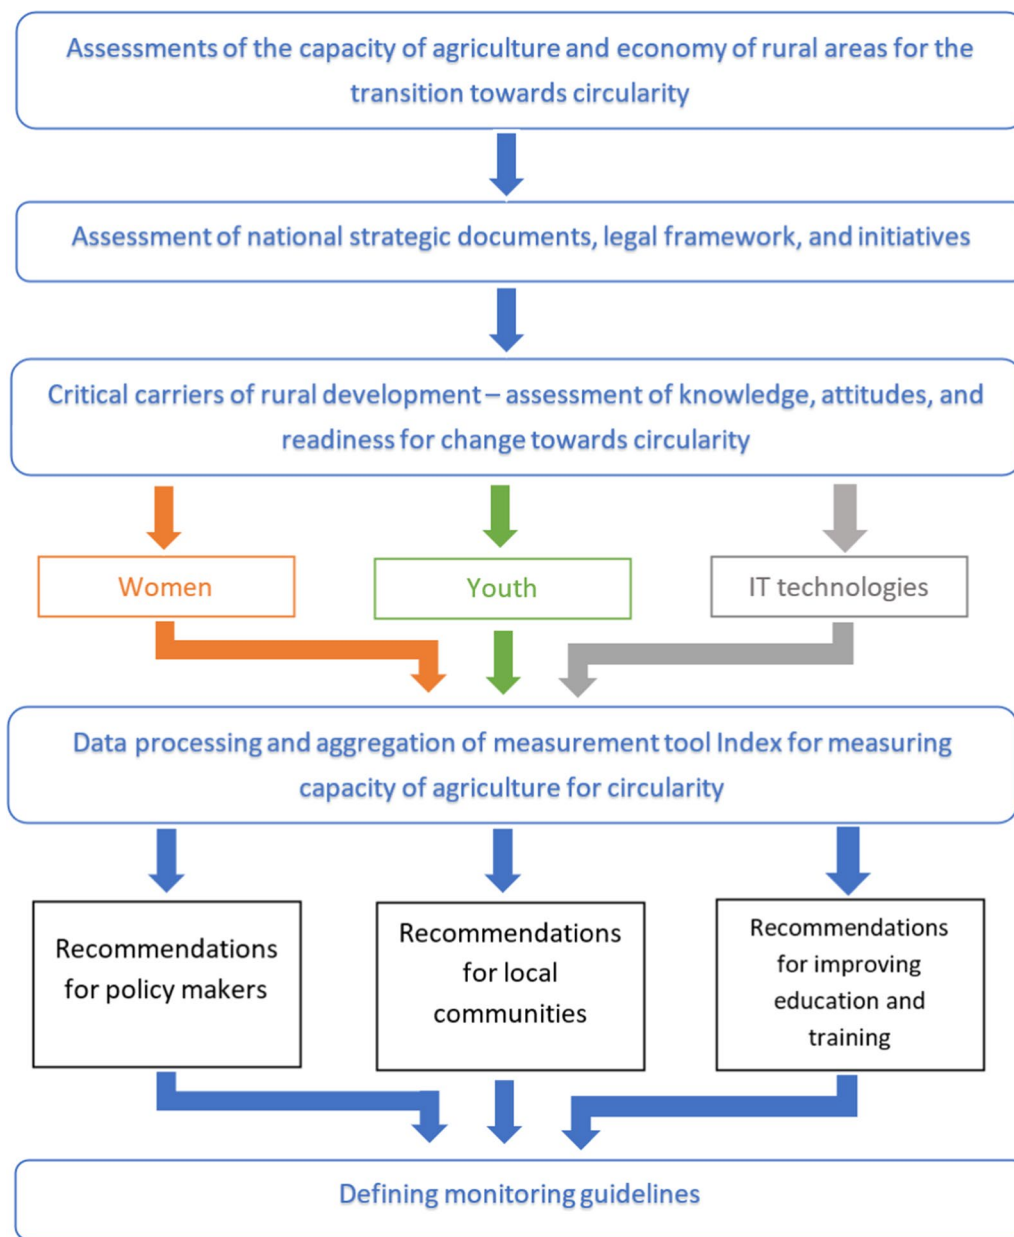 Assessments of the capacity of agriculture and economy of rural areas for the
transition towards circularity
Assessment of national strategic documents, legal framework, and initiatives
Critical carriers of rural development – assessment of knowledge, attitudes, and
readiness for change towards circularity
Women
Youth
IT technologies
Data processing and aggregation of measurement tool Index for measuring
capacity of agriculture for circularity
Recommendations
for policy makers
Recommendations
for local
communities
Recommendations
for improving
education and
training
Defining monitoring guidelines